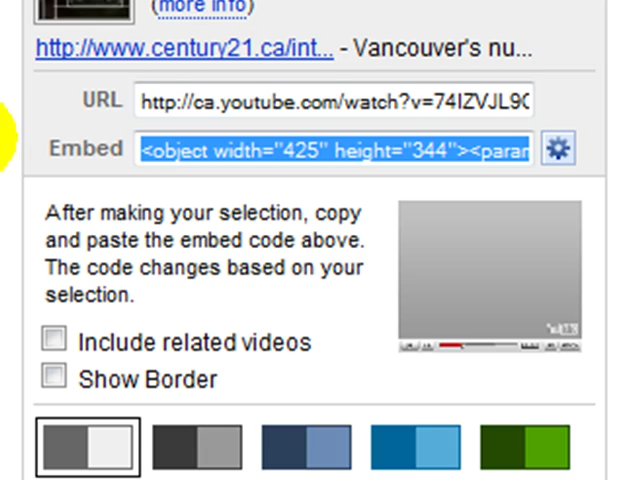 (more info)
http://www.century21.ca/int... - Vancouver's nu...
URL http://ca.youtube.com/watch?v=74IZVJL9
Embed <object width="425" height="344"><param
After making your selection, copy
and paste the embed code above.
The code changes based on your
selection.
Include related videos
Show Border